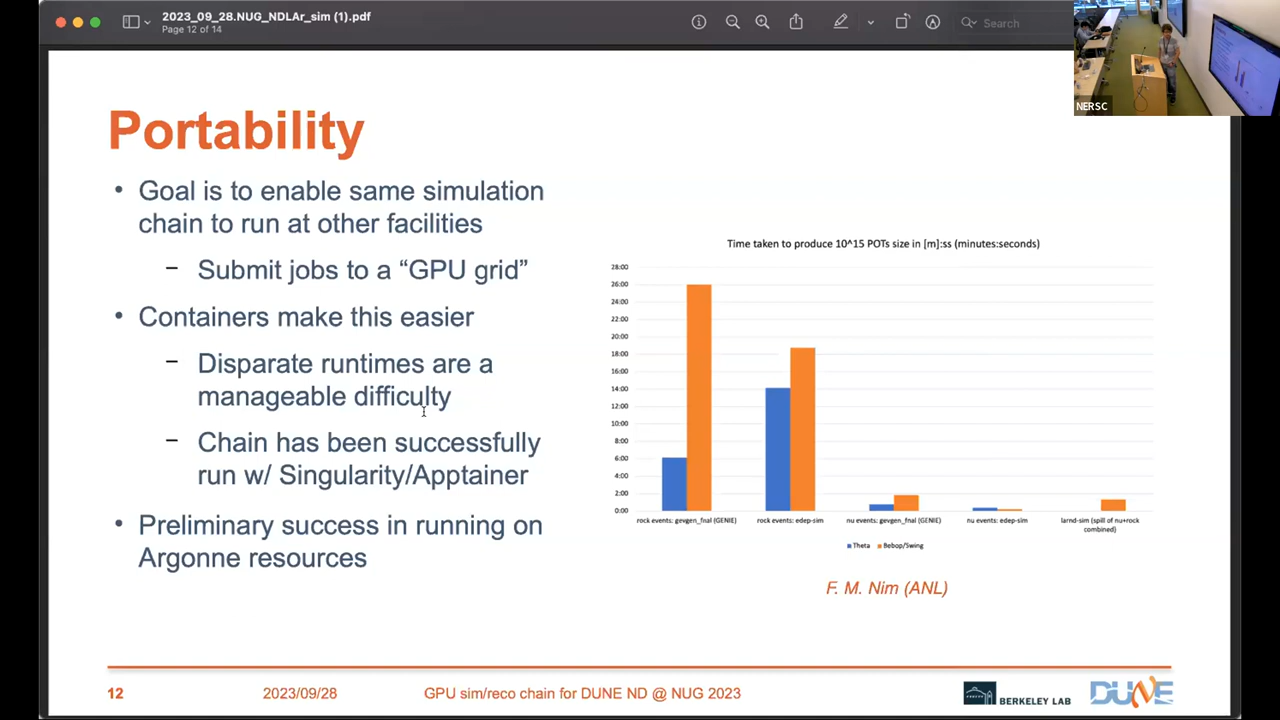 2023_09_28.NUG_NDLAr_sim (1).pdf
Page 12 of 14
Search
NERSC
Portability
• Goal is to enable same simulation
chain to run at other facilities
– Submit jobs to a “GPU grid”
• Containers make this easier
– Disparate runtimes are a
manageable difficulty
– Chain has been successfully
run w/ Singularity/Apptainer
• Preliminary success in running on
Argonne resources
Time taken to produce 10^15 POTs size in [m]:ss (minutes:seconds)
28:00
26:00
24:00
22:00
20:00
18:00
16:00
14:00
12:00
10:00
8:00
6:00
4:00
2:00
0:00
rock events: gevgen_fnal (GENIE)
rock events: edep-sim
nu events: gevgen_fnal (GENIE)
nu events: edep-sim
larnd-sim (spill of nu+rock
combined)
Theta
Bebop/Swing
F. M. Nim (ANL)
12
2023/09/28
GPU sim/reco chain for DUNE ND @ NUG 2023
BERKELEY LAB
DUNE